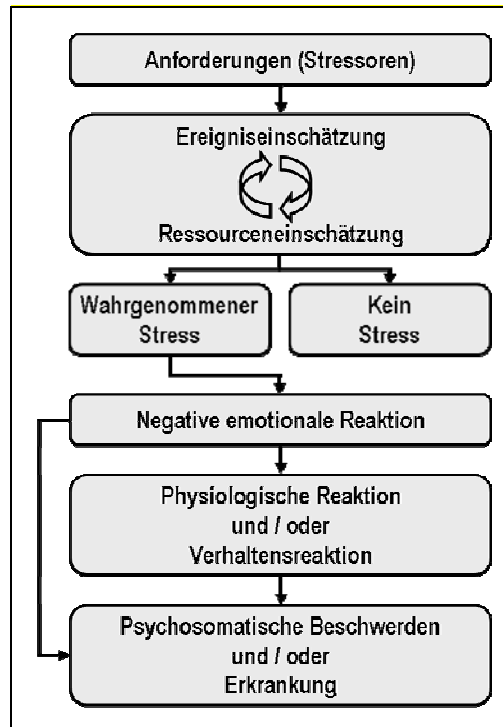 Anforderungen (Stressoren)
Ereigniseinschätzung
Ressourceneinschätzung
Wahrgenommener
Stress
Kein
Stress
Negative emotionale Reaktion
Physiologische Reaktion
und / oder
Verhaltensreaktion
Psychosomatische Beschwerden
und / oder
Erkrankung